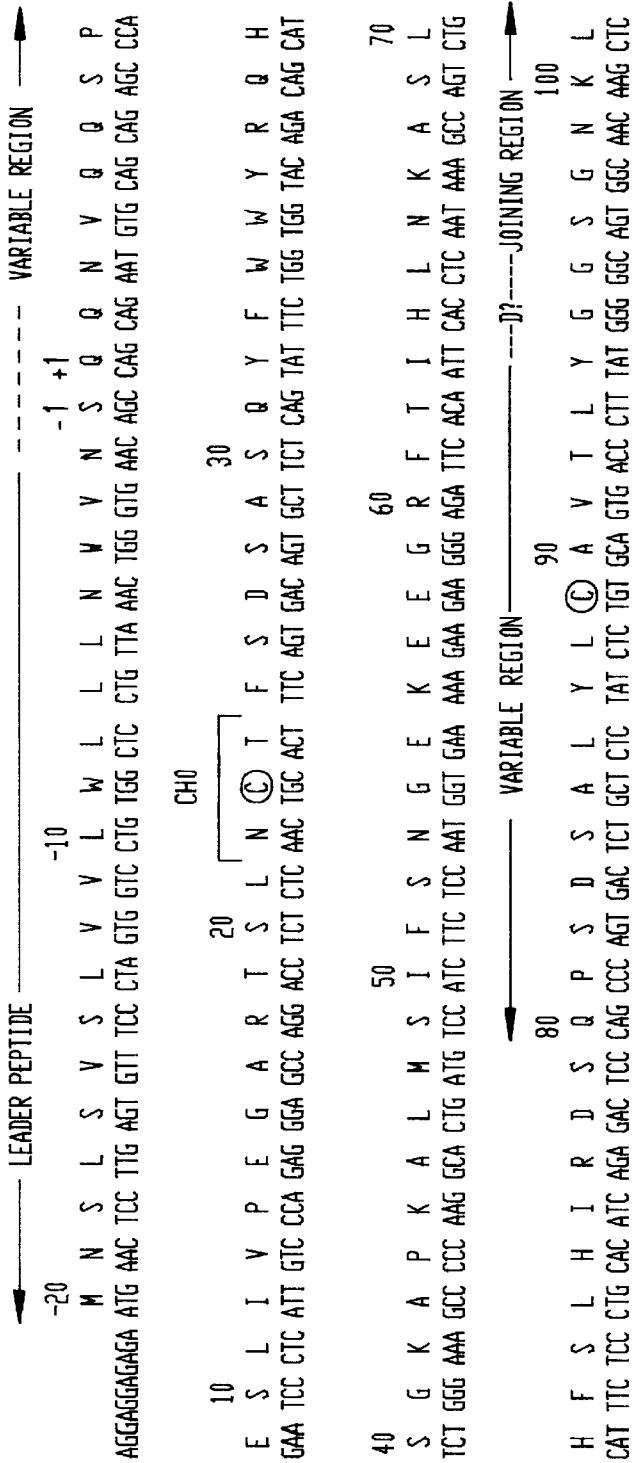 LEADER PEPTIDE VARIABLE REGION
-20 -10 -1 +1
M N S L S V S L V V L W L L L N W V N S Q Q N V Q Q S P
AGGAGGAGAGA ATG AAC TCC TTG AGT GTT TCC CTA GTG GTC CTG TGG CTC CTG TTA AAC TGG GTG AAC AGC CAG CAG AAT GTG CAG CAG AGC CCA
CHO
10 20 30
E S L I V P E G A R T S L N C T F S D S A S Q Y F W W Y R Q H
GAA TCC CTC ATT GTC CCA GAG GGA GCC AGG ACC TCT CTC AAC TGC ACT TTC AGT GAC AGT GCT TCT CAG TAT TTC TGG TGG TAC AGA CAG CAT
40 50 60 70
S G K A P K A L M S I F S N G E K E E G R F T I H L N K A S L
TCT GGG AAA GCC CCC AAG GCA CTG ATG TCC ATC TTC TCC AAT GGT GAA AAA GAA GAA GGG AGA TTC ACA ATT CAC CTC AAT AAA GCC AGT CTG
VARIABLE REGION ----D?-----JOINING REGION
80 90 100
H F S L H I R D S Q P S D S A L Y L C A V T L Y G G S G N K L
CAT TTC TCC CTG CAC ATC AGA GAC TCC CAG CCC AGT GAC TCT GCT CTC TAT CTC TGT GCA GTG ACC CTT TAT GGG GGC AGT GGC AAC AAG CTC